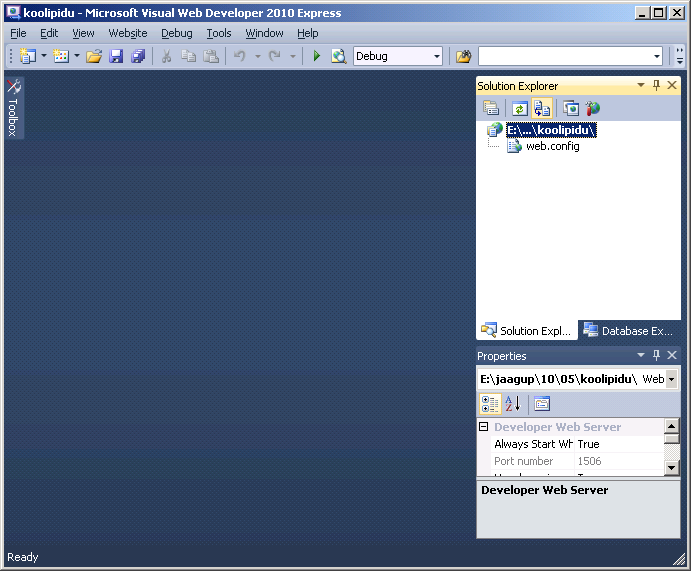 koolipidu - Microsoft Visual Web Developer 2010 Express
File Edit View Website Debug Tools Window Help
Debug
Toolbox
Solution Explorer
E:\...\koolipidu\
web.config
Solution Expl... Database Ex...
Properties
E:\jaagup\10\05\koolipidu\ Web
A
Z
Developer Web Server
Always Start Wh True
Port number 1506
Developer Web Server
Ready